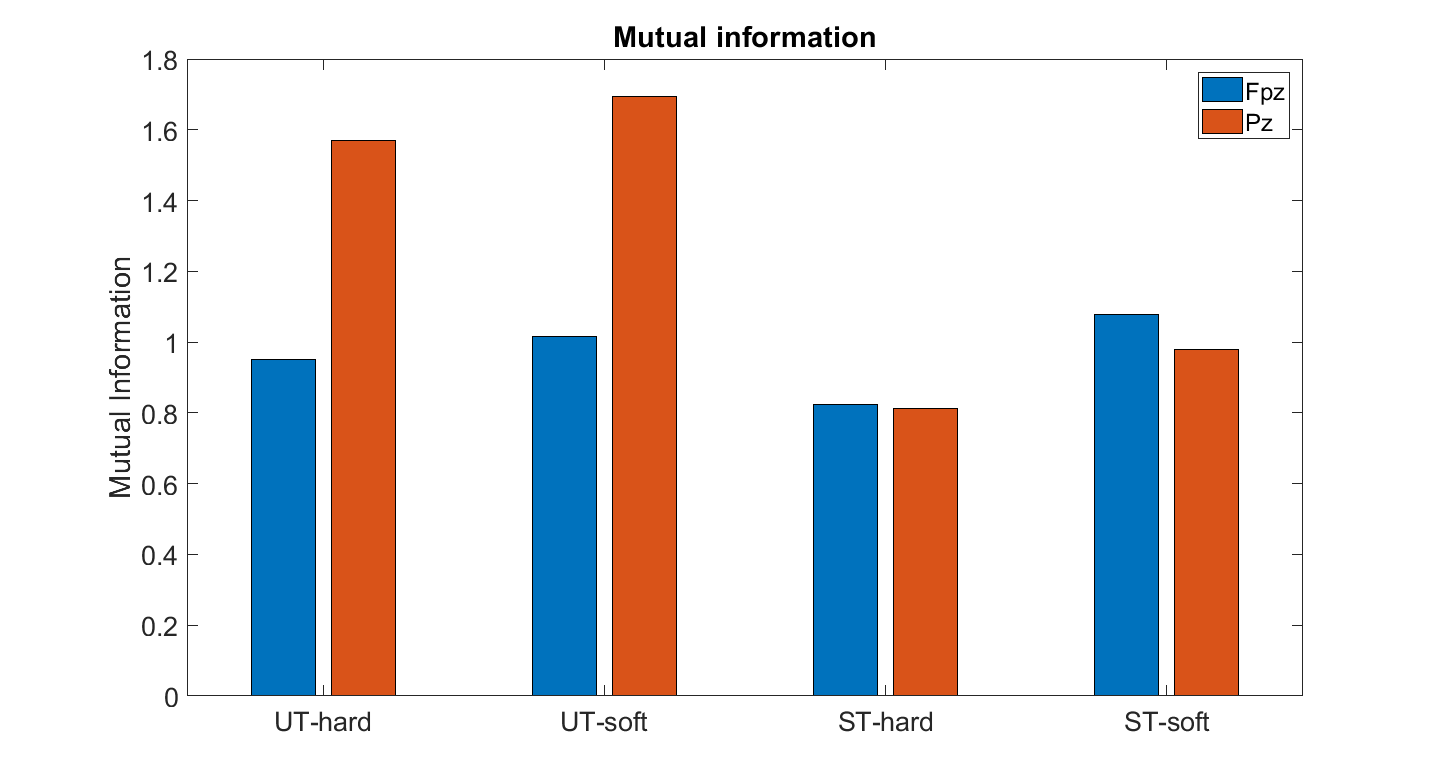 Mutual information
Fpz
Pz
Mutual Information
1.8
1.6
1.4
1.2
1
0.8
0.6
0.4
0.2
0
UT-hard
UT-soft
ST-hard
ST-soft